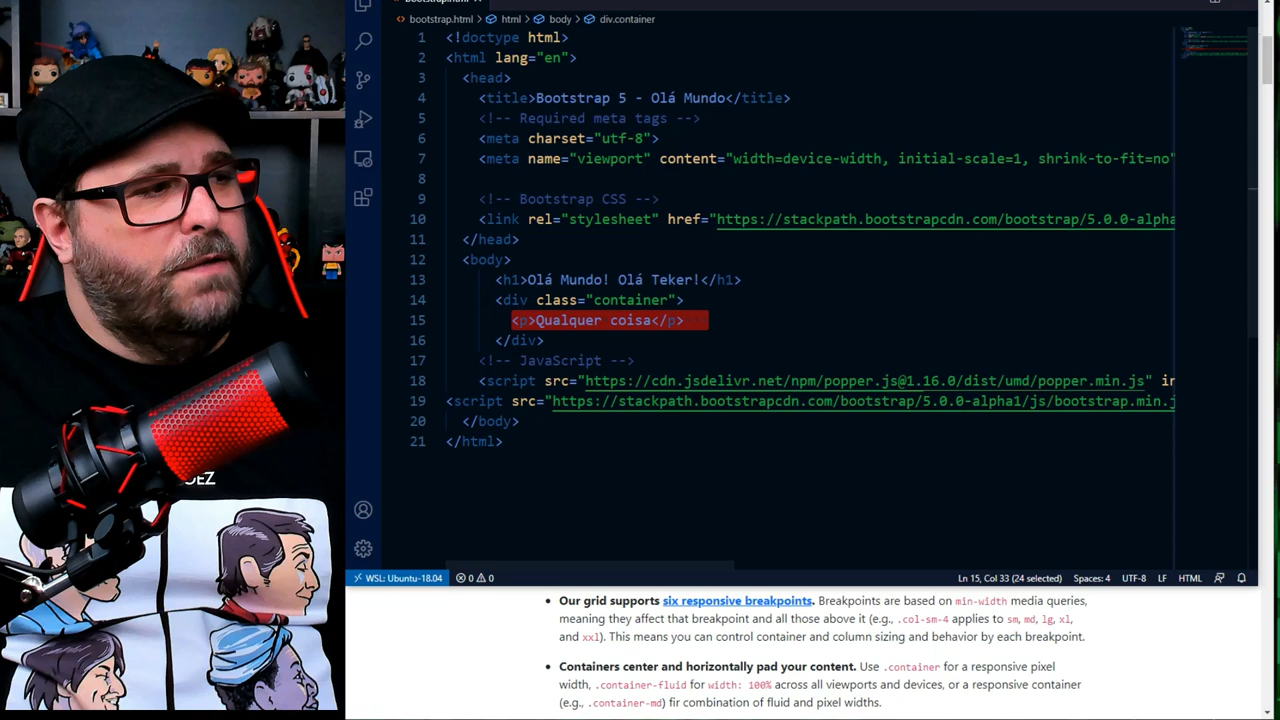 bootstrap.html > html > body > div.container
1 <!doctype html>
2 <html lang="en">
3 <head>
4 <title>Bootstrap 5 - Olá Mundo</title>
5 <!-- Required meta tags -->
6 <meta charset="utf-8">
7 <meta name="viewport" content="width=device-width, initial-scale=1, shrink-to-fit=no"
8
9 <!-- Bootstrap CSS -->
10 <link rel="stylesheet" href="https://stackpath.bootstrapcdn.com/bootstrap/5.0.0-alpha
11 </head>
12 <body>
13 <h1>Olá Mundo! Olá Teker!</h1>
14 <div class="container">
15 <p>Qualquer coisa</p>
16 </div>
17 <!-- JavaScript -->
18 <script src="https://cdn.jsdelivr.net/npm/popper.js@1.16.0/dist/umd/popper.min.js" in
19 <script src="https://stackpath.bootstrapcdn.com/bootstrap/5.0.0-alpha1/js/bootstrap.min.j
20 </body>
21 </html>
WSL: Ubuntu-18.04 0 0 Ln 15, Col 33 (24 selected) Spaces: 4 UTF-8 LF HTML
• Our grid supports six responsive breakpoints. Breakpoints are based on min-width media queries,
meaning they affect that breakpoint and all those above it (e.g., .col-sm-4 applies to sm, md, lg, xl,
and xxl). This means you can control container and column sizing and behavior by each breakpoint.
• Containers center and horizontally pad your content. Use .container for a responsive pixel
width, .container-fluid for width: 100% across all viewports and devices, or a responsive container
(e.g., .container-md) fir combination of fluid and pixel widths.